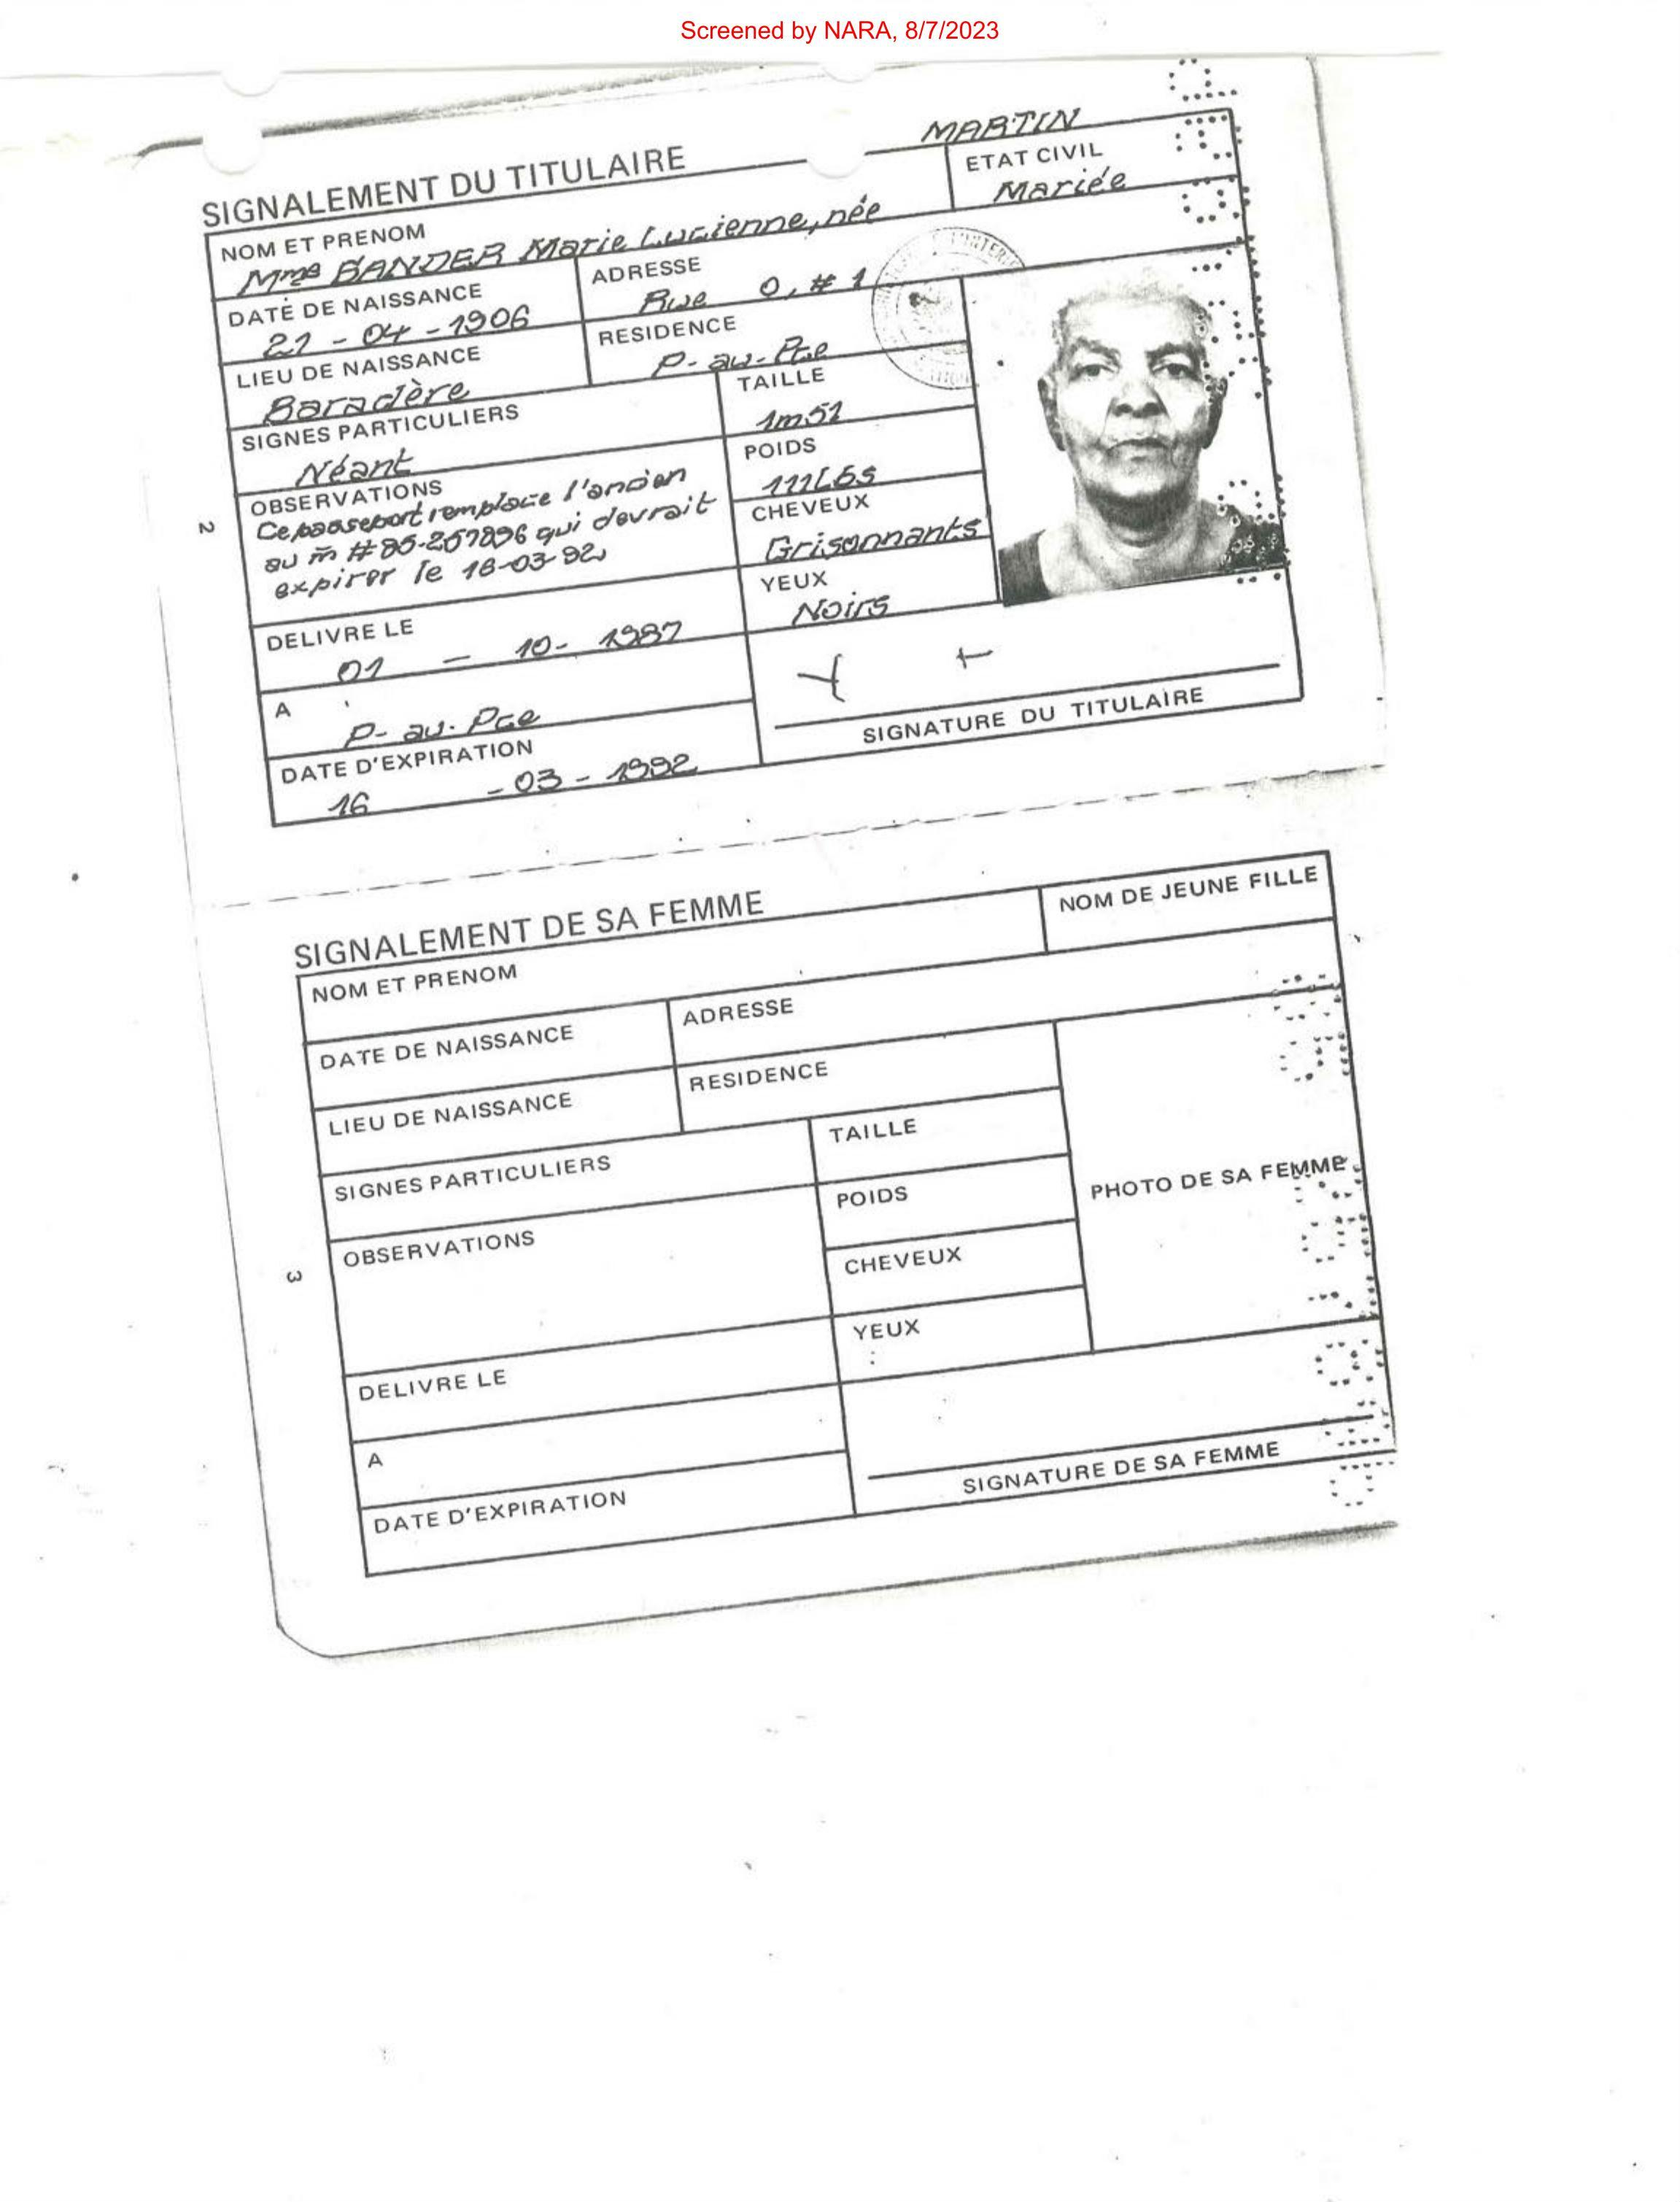 Screened by NARA, 8/7/2023
MARTIN
SIGNALEMENT DU TITULAIRE
ETAT CIVIL
Mariée
NOM ET PRENOM
Mme BANDER Marie Lucienne, née
DATE DE NAISSANCE
21-04-1906
ADRESSE
Rue O, # 1
LIEU DE NAISSANCE
Baradère
RESIDENCE
P-au-Pce
SIGNES PARTICULIERS
Néant
TAILLE
1m51
OBSERVATIONS
Ce passeport remplace l'ancien
au #85-257896 qui devrait
expirer le 16-03-92
POIDS
111Lbs
CHEVEUX
Grisonnants
YEUX
Noirs
2
DELIVRE LE
01 - 10- 1987
A
P- au- Pce
DATE D'EXPIRATION
16 -03-1992
SIGNATURE DU TITULAIRE
SIGNALEMENT DE SA FEMME
NOM DE JEUNE FILLE
NOM ET PRENOM
DATE DE NAISSANCE
ADRESSE
LIEU DE NAISSANCE
RESIDENCE
SIGNES PARTICULIERS
TAILLE
OBSERVATIONS
POIDS
CHEVEUX
YEUX
PHOTO DE SA FEMME
3
DELIVRE LE
A
DATE D'EXPIRATION
SIGNATURE DE SA FEMME